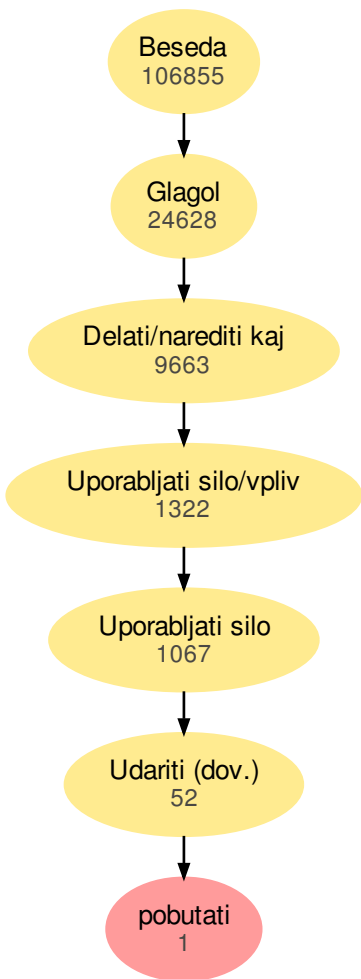 Beseda
106855
Glagol
24628
Delati/narediti kaj
9663
Uporabljati silo/vpliv
1322
Uporabljati silo
1067
Udariti (dov.)
52
pobutati
1